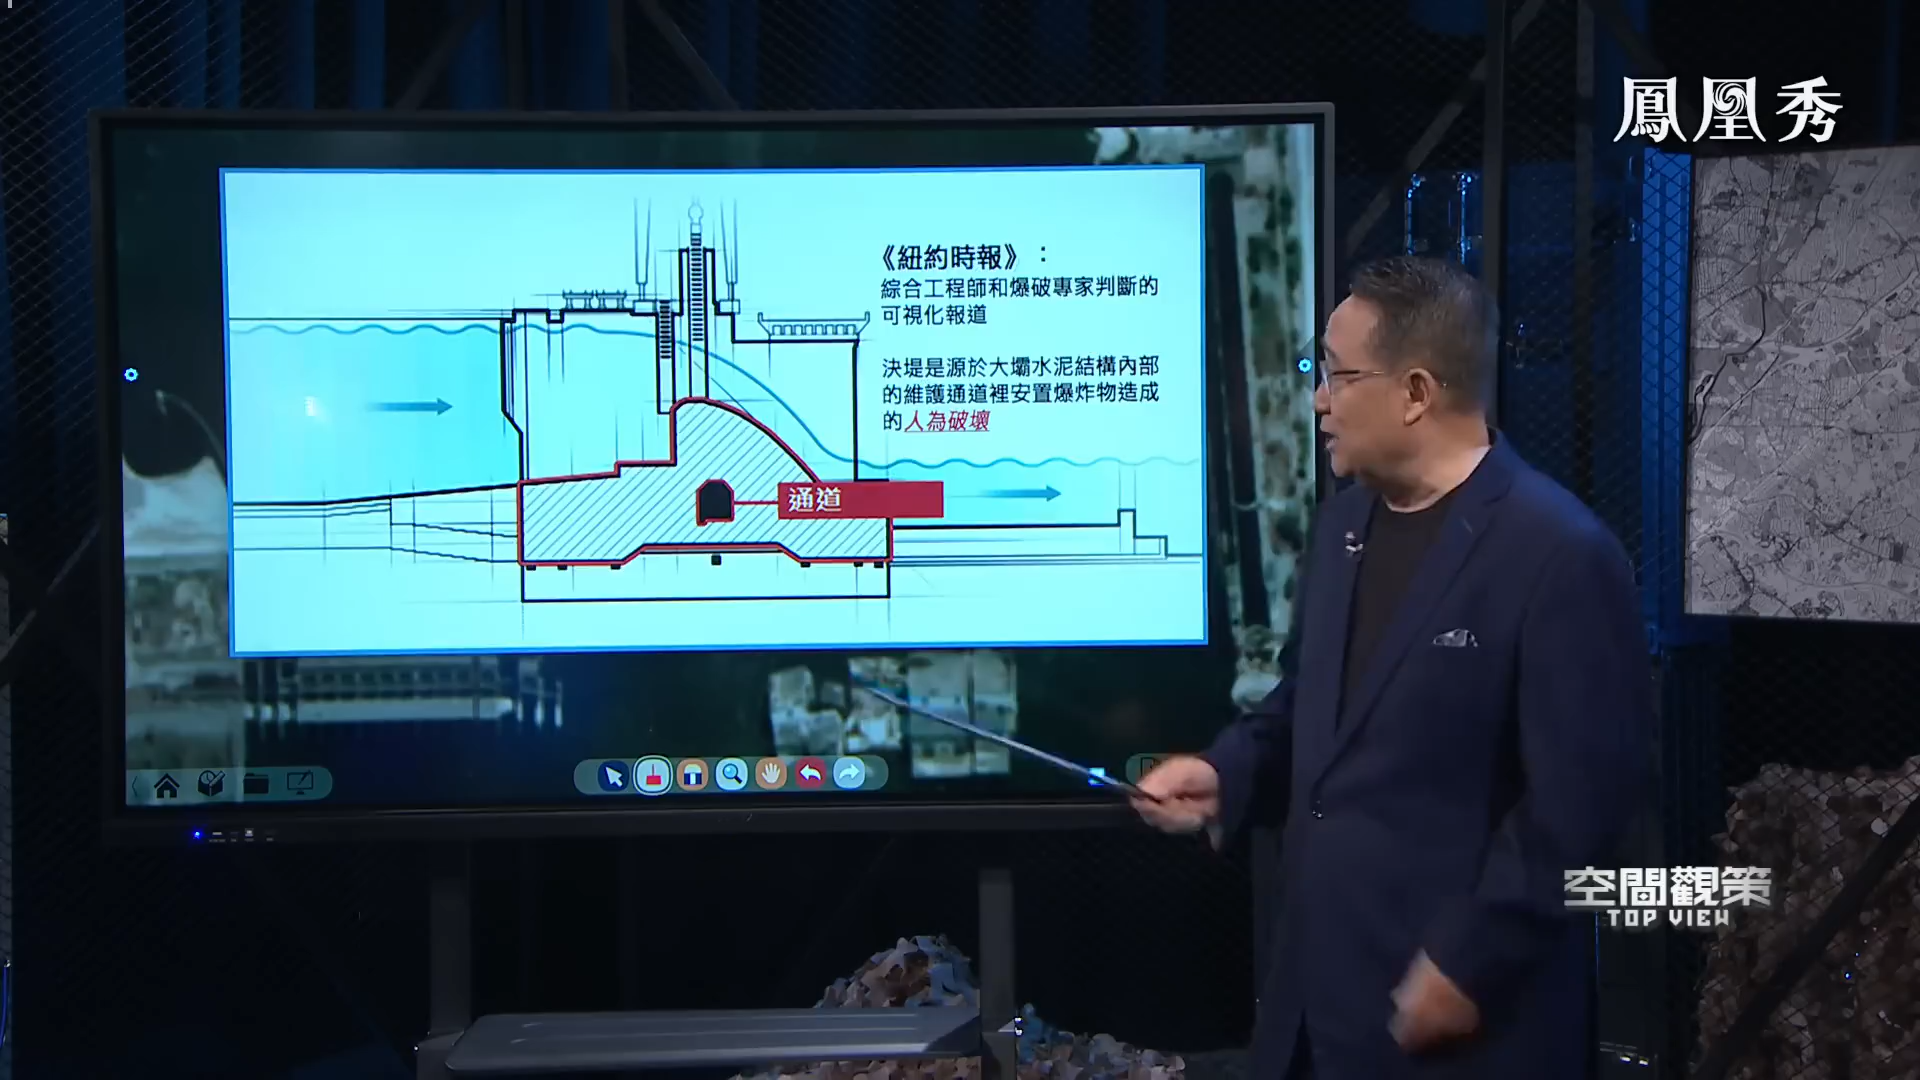 鳳凰秀
《紐約時報》：
綜合工程師和爆破專家判斷的
可視化報道
決堤是源於大壩水泥結構內部
的維護通道裡安置爆炸物造成
的人為破壞
通道
空間觀策
TOP VIEW